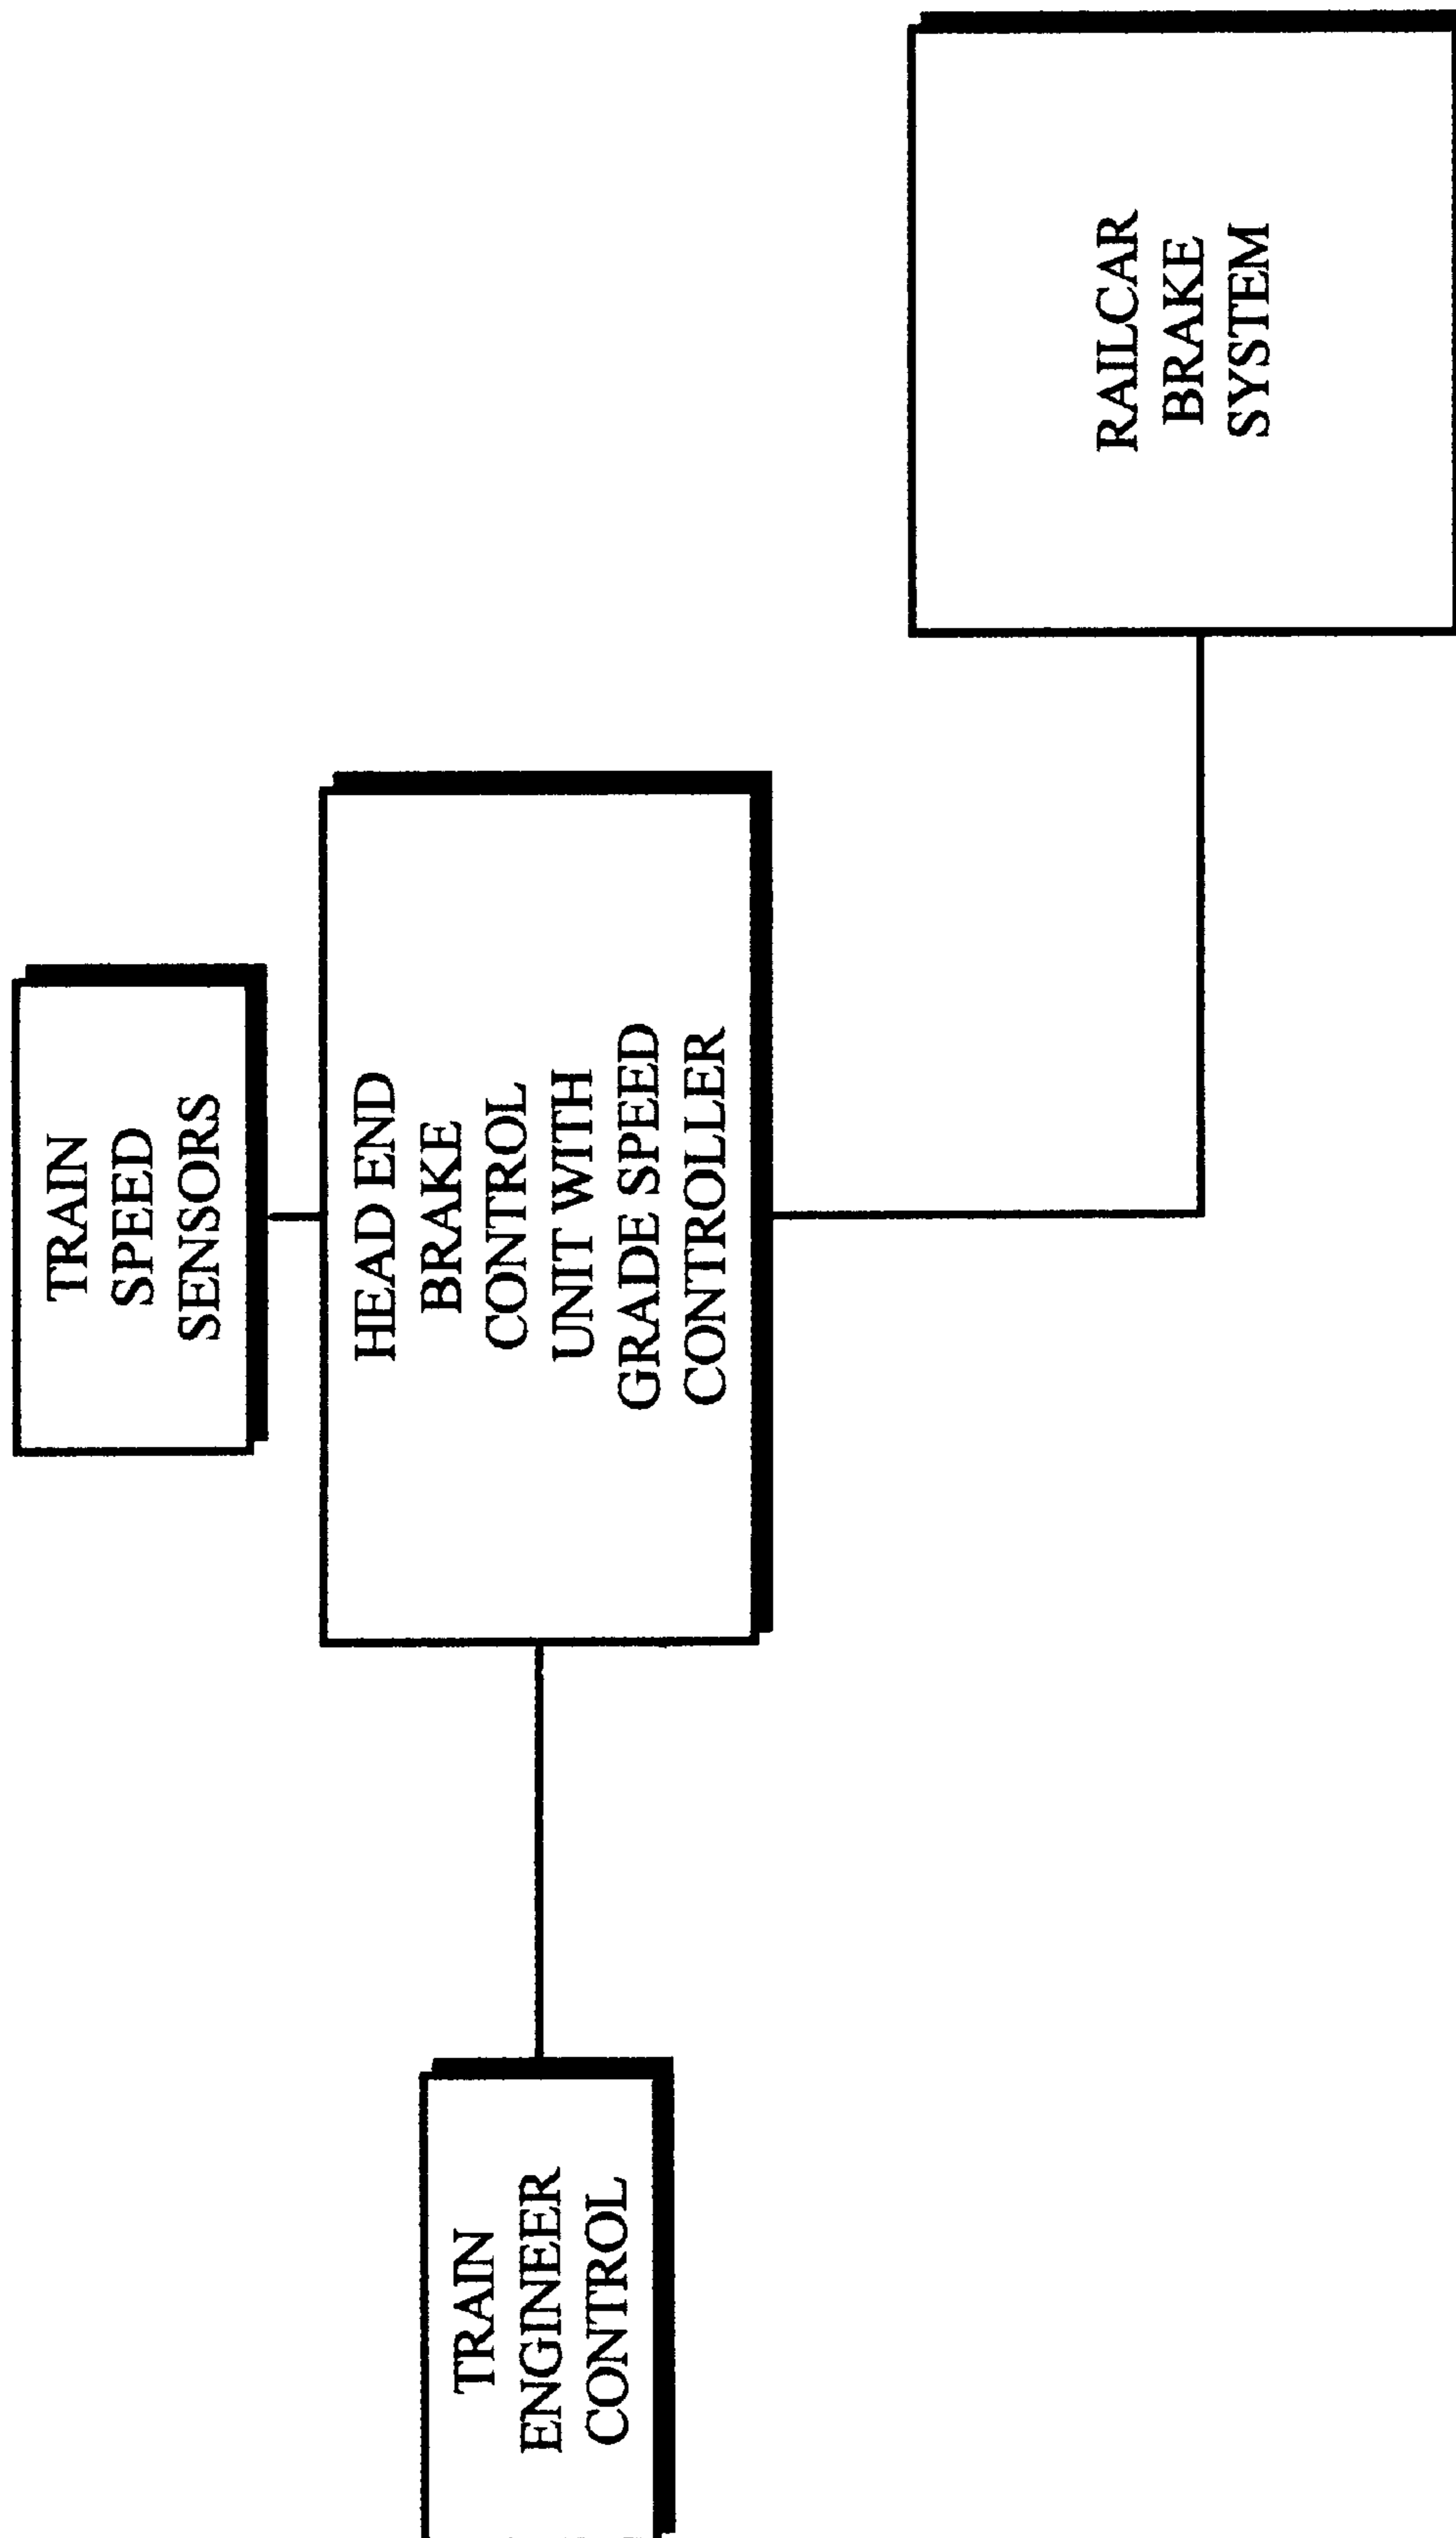 TRAIN
SPEED
SENSORS
HEAD END
BRAKE
CONTROL
UNIT WITH
GRADE SPEED
CONTROLLER
TRAIN
ENGINEER
CONTROL
RAILCAR
BRAKE
SYSTEM